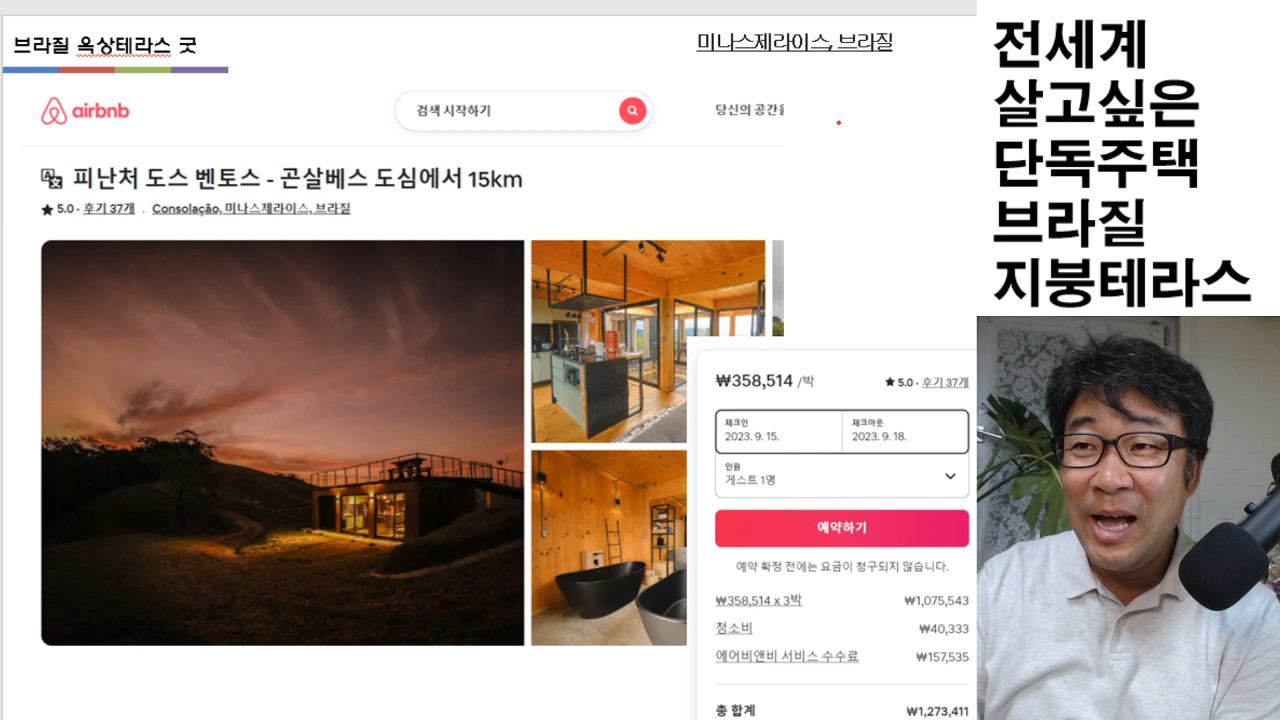 브라질 옥상테라스 굿
미나스제라이스, 브라질
airbnb
검색 시작하기
당신의 공간을
피난처 도스 벤토스 - 곤살베스 도심에서 15km
★ 5.0 · 후기 37개 . Consolação, 미나스제라이스, 브라질
₩358,514 /박
★ 5.0 · 후기 37개
체크인
2023. 9. 15.
체크아웃
2023. 9. 18.
인원
게스트 1명
예약하기
예약 확정 전에는 요금이 청구되지 않습니다.
₩358,514 x 3박 ₩1,075,543
청소비 ₩40,333
에어비앤비 서비스 수수료 ₩157,535
총 합계 ₩1,273,411
전세계
살고싶은
단독주택
브라질
지붕테라스